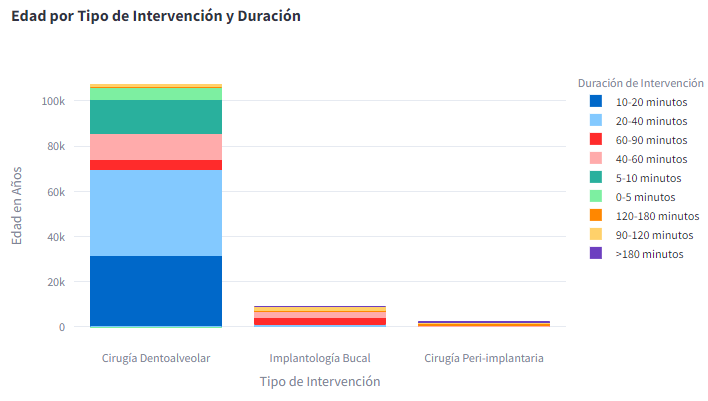 Edad por Tipo de Intervención y Duración
Duración de Intervención
10-20 minutos
20-40 minutos
60-90 minutos
40-60 minutos
5-10 minutos
0-5 minutos
120-180 minutos
90-120 minutos
>180 minutos
Edad en Años
100k
80k
60k
40k
20k
0
Cirugía Dentoalveolar
Implantología Bucal
Cirugía Peri-implantaria
Tipo de Intervención